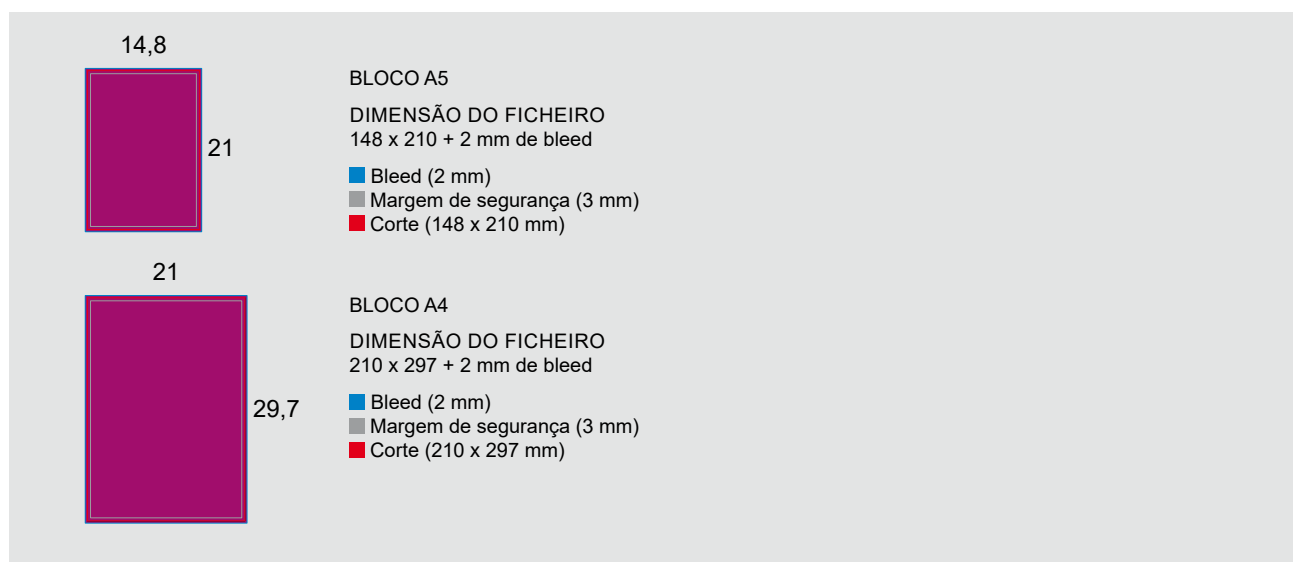 14,8
21
BLOCO A5
DIMENSÃO DO FICHEIRO
148 x 210 + 2 mm de bleed
Bleed (2 mm)
Margem de segurança (3 mm)
Corte (148 x 210 mm)
21
29,7
BLOCO A4
DIMENSÃO DO FICHEIRO
210 x 297 + 2 mm de bleed
Bleed (2 mm)
Margem de segurança (3 mm)
Corte (210 x 297 mm)